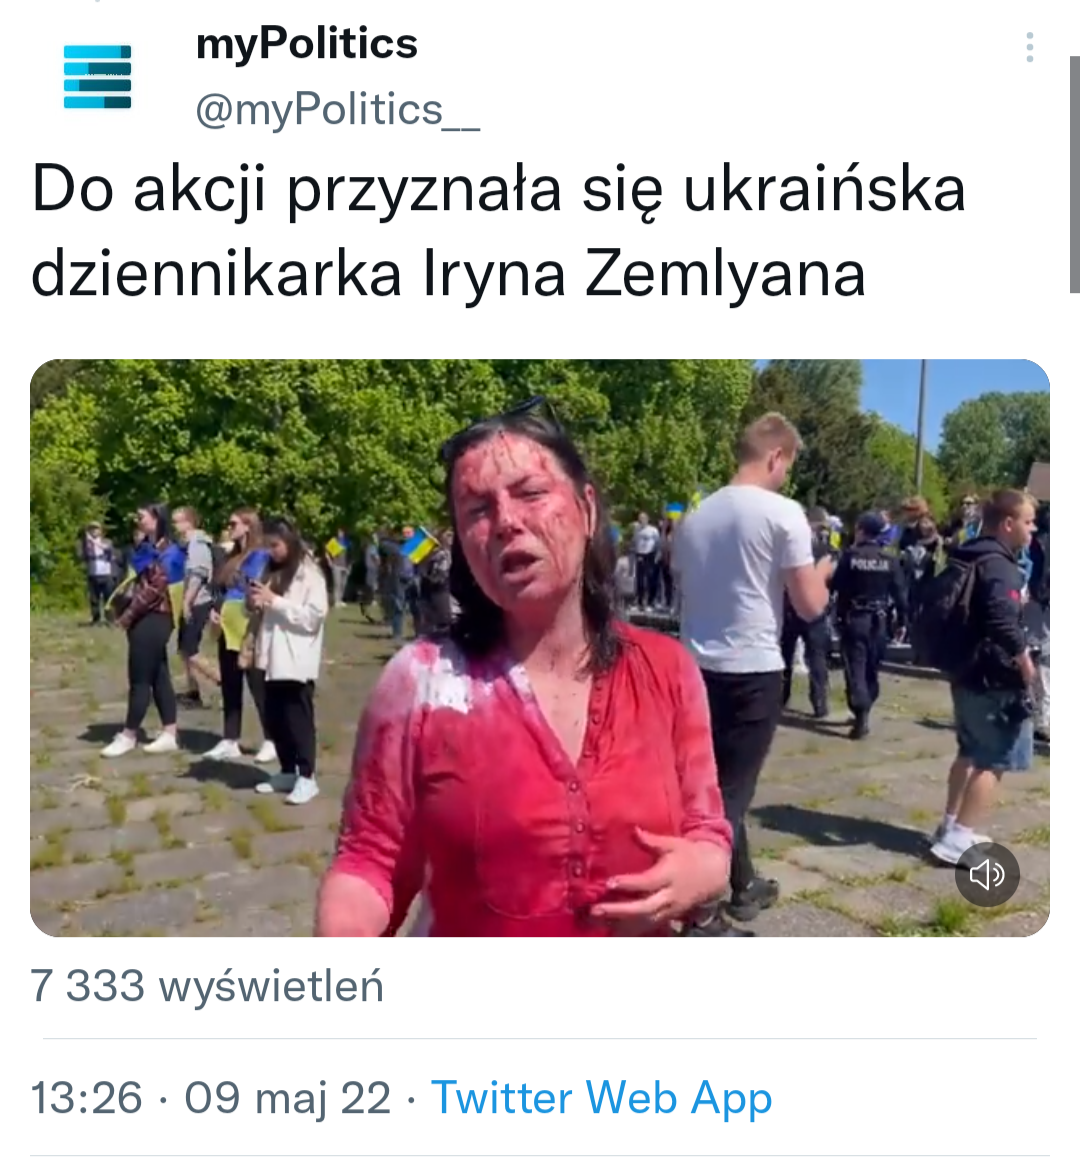 myPolitics
@myPolitics__
Do akcji przyznała się ukraińska
dziennikarka Iryna Zemlyana
POLICJA
7 333 wyświetleń
13:26 · 09 maj 22 · Twitter Web App